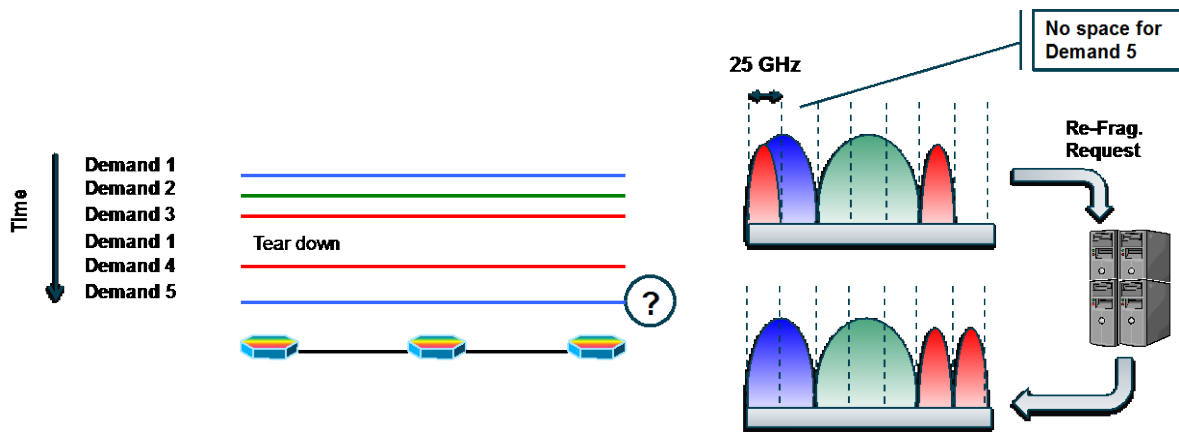 No space for
Demand 5
25 GHz
Re-Frag.
Request
Time
Demand 1
Demand 2
Demand 3
Demand 1
Tear down
Demand 4
Demand 5
?